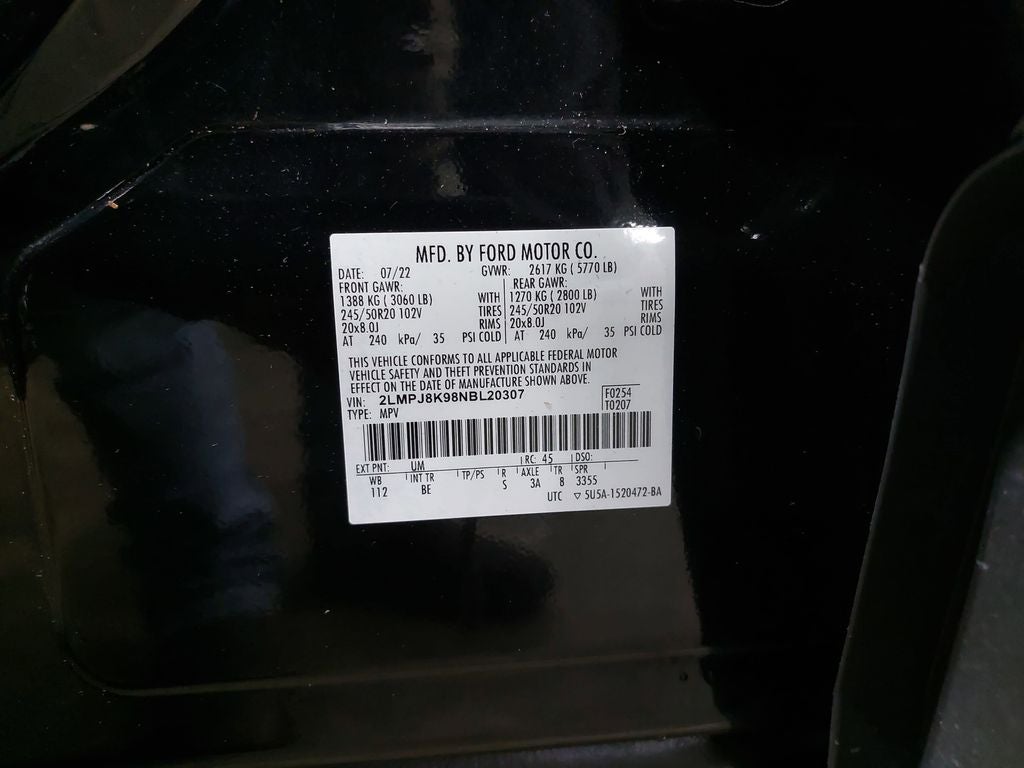 MFD. BY FORD MOTOR CO.
DATE: 07/22 GVWR: 2617 KG ( 5770 LB)
FRONT GAWR: REAR GAWR:
1388 KG ( 3060 LB) WITH 1270 KG ( 2800 LB) WITH
245/50R20 102V TIRES 245/50R20 102V TIRES
20x8.0J RIMS 20x8.0J RIMS
AT 240 kPa/ 35 PSI COLD AT 240 kPa/ 35 PSI COLD
THIS VEHICLE CONFORMS TO ALL APPLICABLE FEDERAL MOTOR
VEHICLE SAFETY AND THEFT PREVENTION STANDARDS IN
EFFECT ON THE DATE OF MANUFACTURE SHOWN ABOVE.
VIN: 2LMPJ8K98NBL20307 F0254
TYPE: MPV T0207
EXT PNT: UM RC: 45 DSO:
WB INT TR TP/PS R AXLE TR SPR
112 BE S 3A 8 3355
UTC ▽ 5U5A-1520472-BA